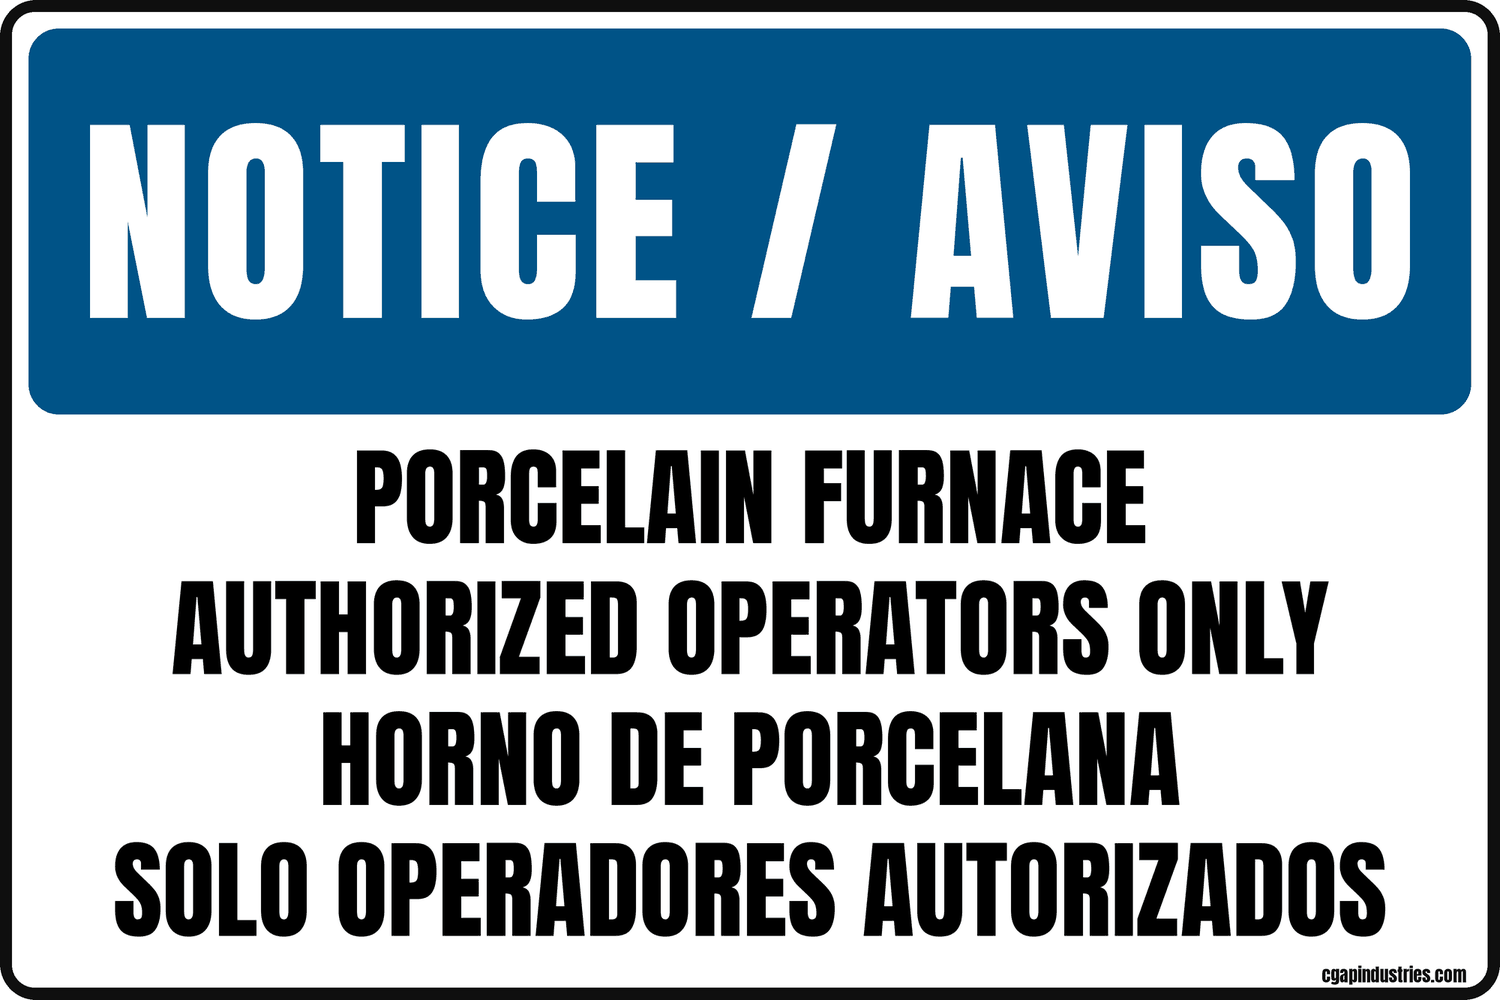 NOTICE / AVISO
PORCELAIN FURNACE
AUTHORIZED OPERATORS ONLY
HORNO DE PORCELANA
SOLO OPERADORES AUTORIZADOS
cgapindustries.com